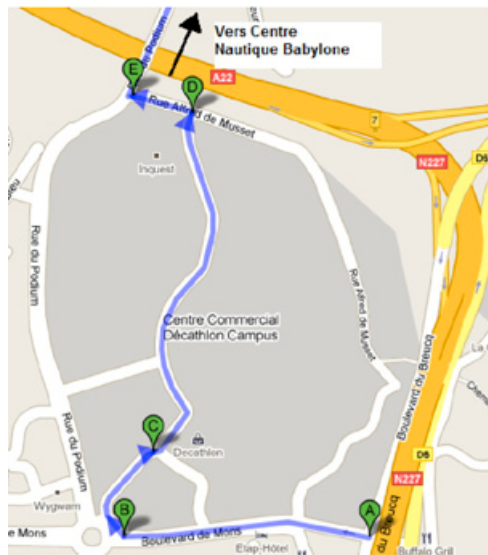 Vers Centre
Nautique Babylone
E
A22
D
Rue Alfred de Musset
7
Inquest
N227
Rue du Podium
Rue Alfred de Musset
Centre Commercial
Décathlon Campus
Boulevard du Breucq
Rue du Podium
C
Decathlon
D6
Wygwam
N227
B
A
de Mons
Boulevard de Mons
Etap-Hôtel
Buffalo Grill